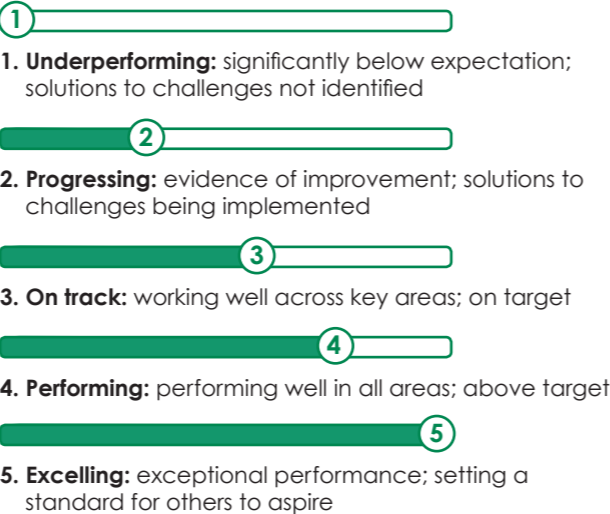 1
1. Underperforming: significantly below expectation;
solutions to challenges not identified
2
2. Progressing: evidence of improvement; solutions to
challenges being implemented
3
3. On track: working well across key areas; on target
4
4. Performing: performing well in all areas; above target
5
5. Excelling: exceptional performance; setting a
standard for others to aspire